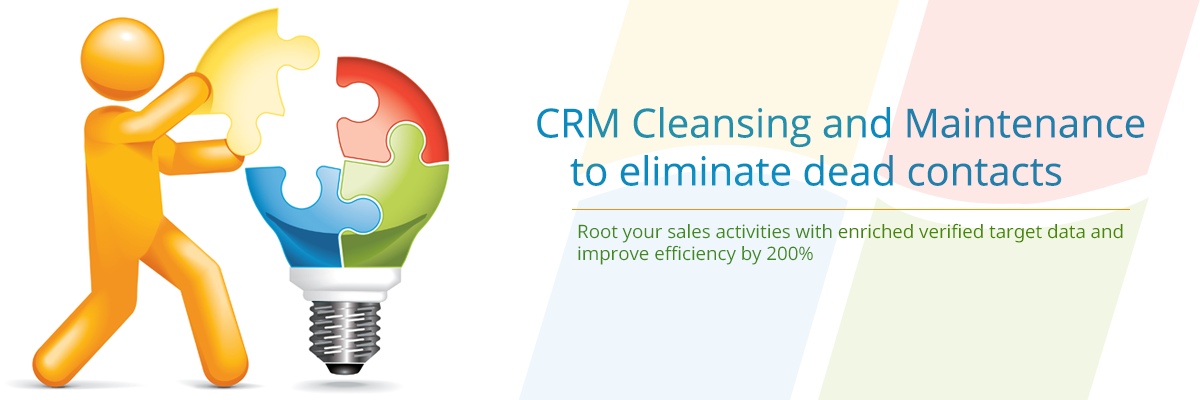 CRM Cleansing and Maintenance
to eliminate dead contacts
Root your sales activities with enriched verified target data and
improve efficiency by 200%